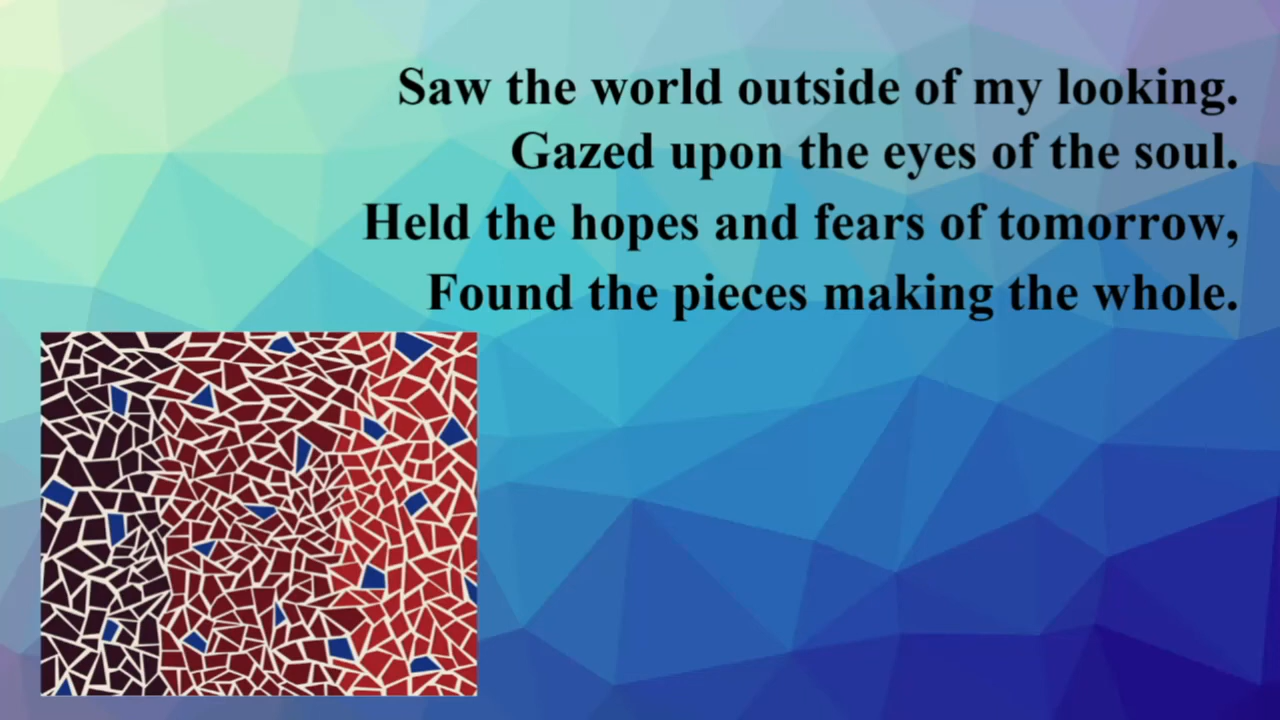 Saw the world outside of my looking.
Gazed upon the eyes of the soul.
Held the hopes and fears of tomorrow,
Found the pieces making the whole.